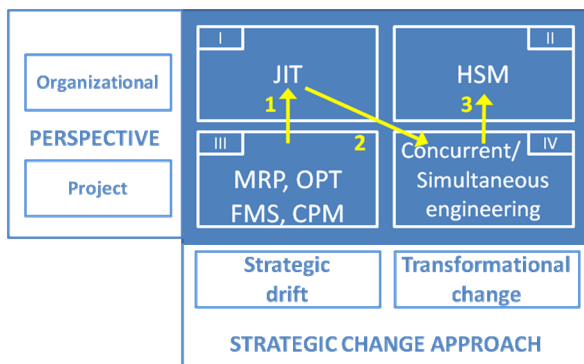 I
II
JIT
HSM
Organizational
1
3
2
PERSPECTIVE
III
IV
Concurrent/
Simultaneous
engineering
MRP, OPT
FMS, CPM
Project
Strategic
drift
Transformational
change
STRATEGIC CHANGE APPROACH